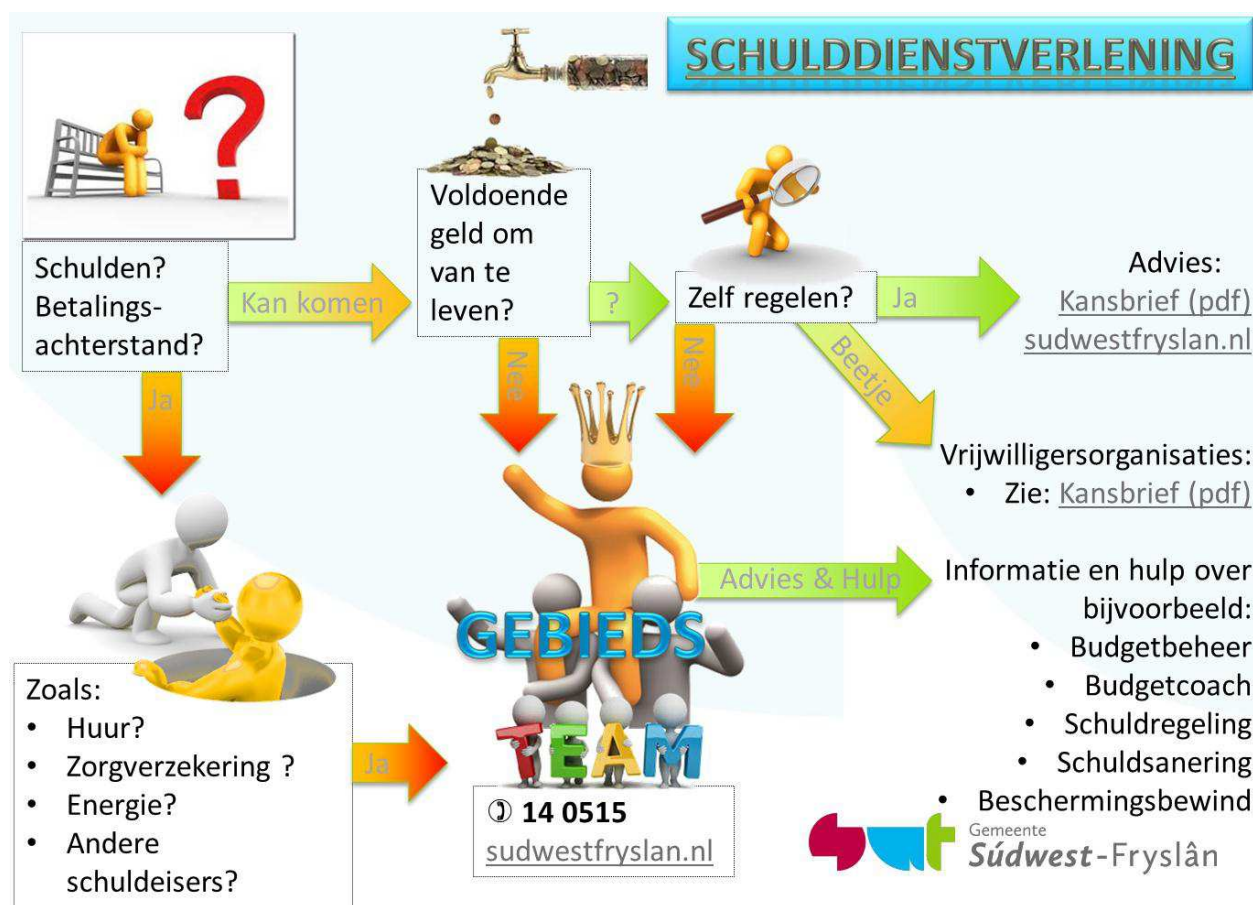 SCHULDDIENSTVERLENING
Schulden?
Betalings-
achterstand?
Kan komen
Voldoende
geld om
van te
leven?
?
Zelf regelen?
Ja
Advies:
Kansbrief (pdf)
sudwestfryslan.nl
Ja
Nee
Nee
Beetje
Vrijwilligersorganisaties:
• Zie: Kansbrief (pdf)
Advies & Hulp
Informatie en hulp over
bijvoorbeeld:
• Budgetbeheer
• Budgetcoach
• Schuldregeling
• Schuldsanering
• Beschermingsbewind
GEBIEDS
TEAM
Zoals:
• Huur?
• Zorgverzekering ?
• Energie?
• Andere
schuldeisers?
Ja
✆ 14 0515
sudwestfryslan.nl
Gemeente
Súdwest-Fryslân